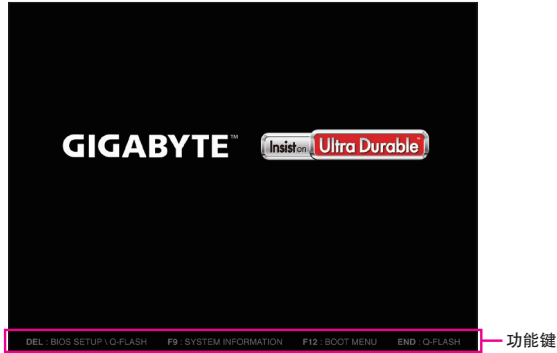 GIGABYTE™
Insist on Ultra Durable™
DEL : BIOS SETUP \ Q-FLASH F9 : SYSTEM INFORMATION F12 : BOOT MENU END : Q-FLASH
功能键